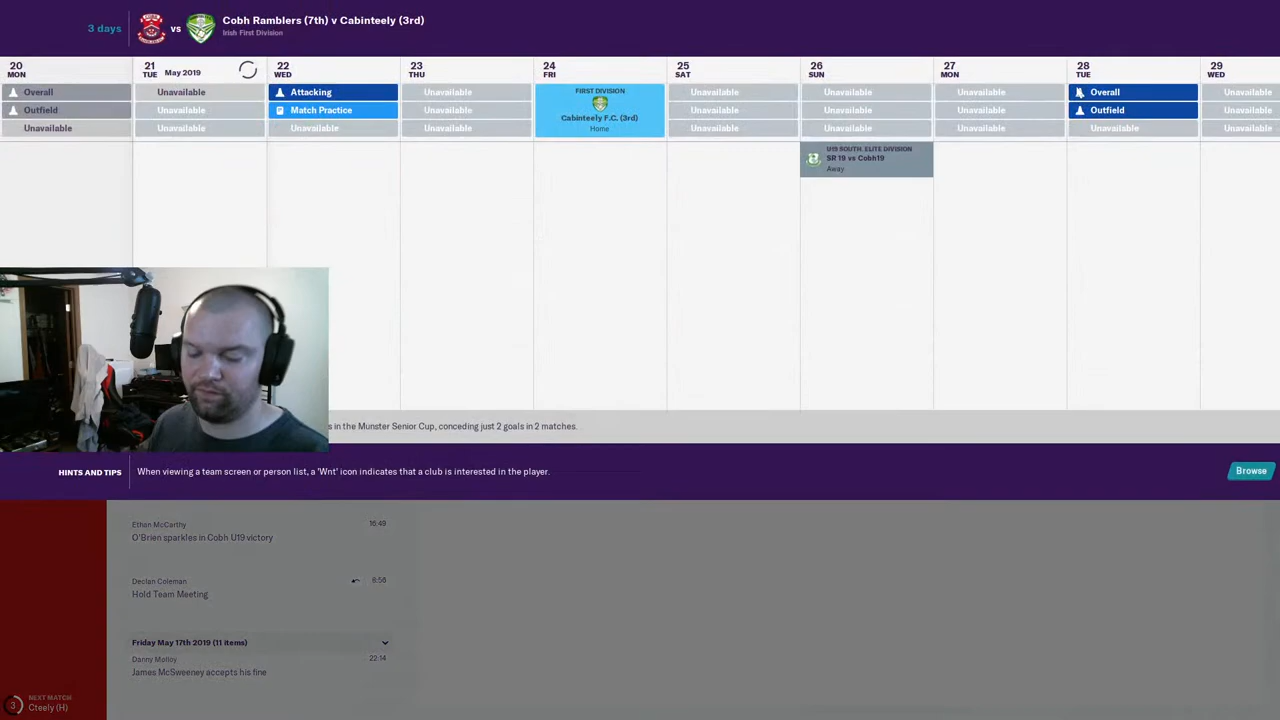 3 days
vs
Cobh Ramblers (7th) v Cabinteely (3rd)
Irish First Division
20 MON
21 TUE May 2019
22 WED
23 THU
24 FRI
25 SAT
26 SUN
27 MON
28 TUE
29 WED
Overall
Unavailable
Attacking
Unavailable
FIRST DIVISION
Unavailable
Unavailable
Unavailable
Overall
Unavailable
Outfield
Unavailable
Match Practice
Unavailable
Cabinteely F.C. (3rd)
Unavailable
Unavailable
Unavailable
Outfield
Unavailable
Unavailable
Unavailable
Unavailable
Unavailable
Home
Unavailable
Unavailable
Unavailable
Unavailable
Unavailable
U19 SOUTH. ELITE DIVISION
SR 19 vs Cobh19
Away
in the Munster Senior Cup, conceding just 2 goals in 2 matches.
HINTS AND TIPS
When viewing a team screen or person list, a 'Wnt' icon indicates that a club is interested in the player.
Browse
Ethan McCarthy
16:49
O'Brien sparkles in Cobh U19 victory
Declan Coleman
8:56
Hold Team Meeting
Friday May 17th 2019 (11 items)
Danny Molloy
22:14
James McSweeney accepts his fine
3
NEXT MATCH
Cteely (H)